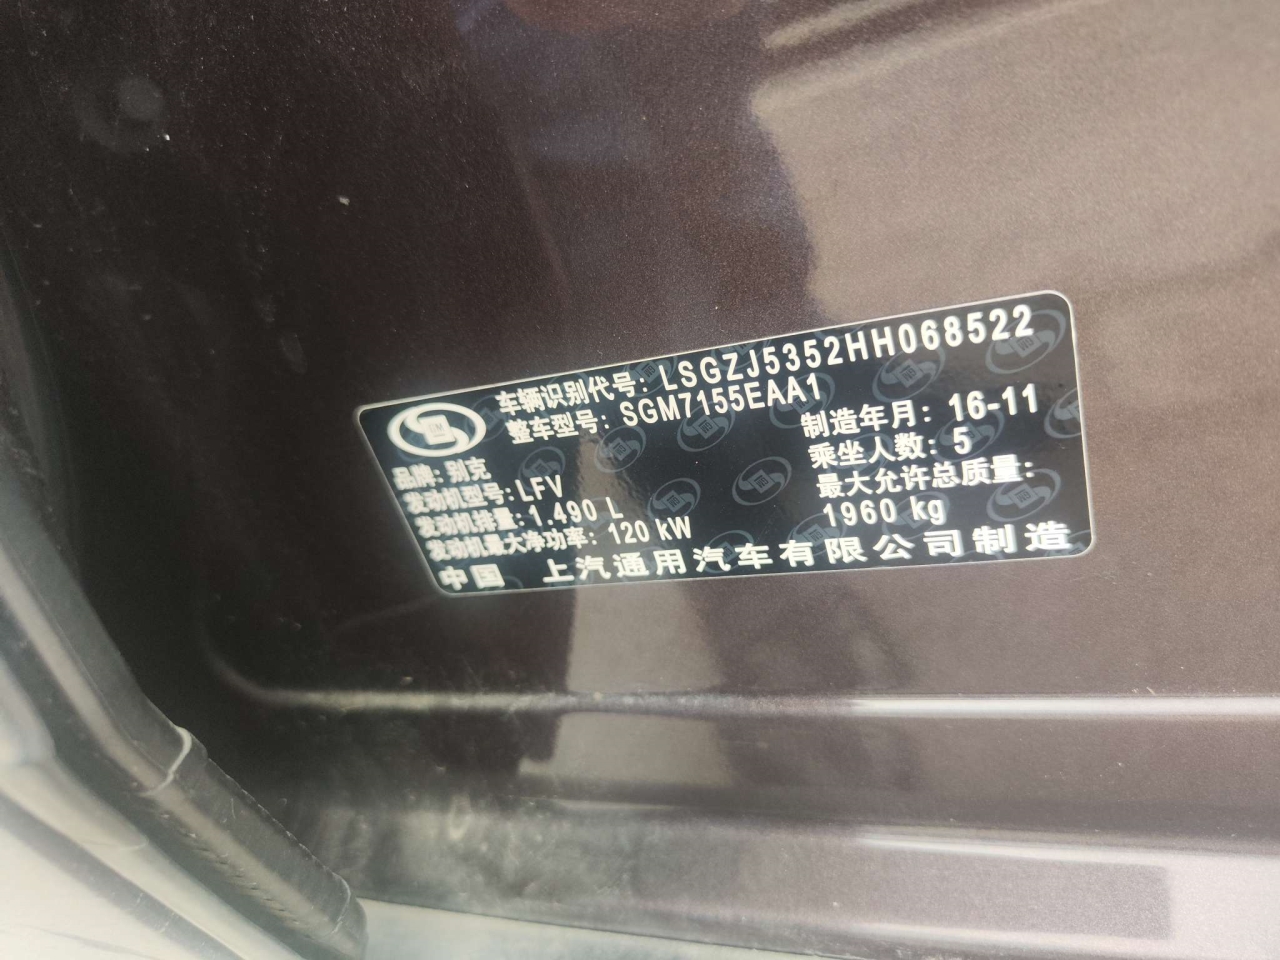 车辆识别代号: LSGZJ5352HH068522
整车型号: SGM7155EAA1
制造年月: 16-11
品牌: 别克
乘坐人数: 5
发动机型号: LFV
最大允许总质量:
发动机排量: 1.490 L
1960 kg
发动机最大净功率: 120 kW
中国 上汽通用汽车有限公司制造